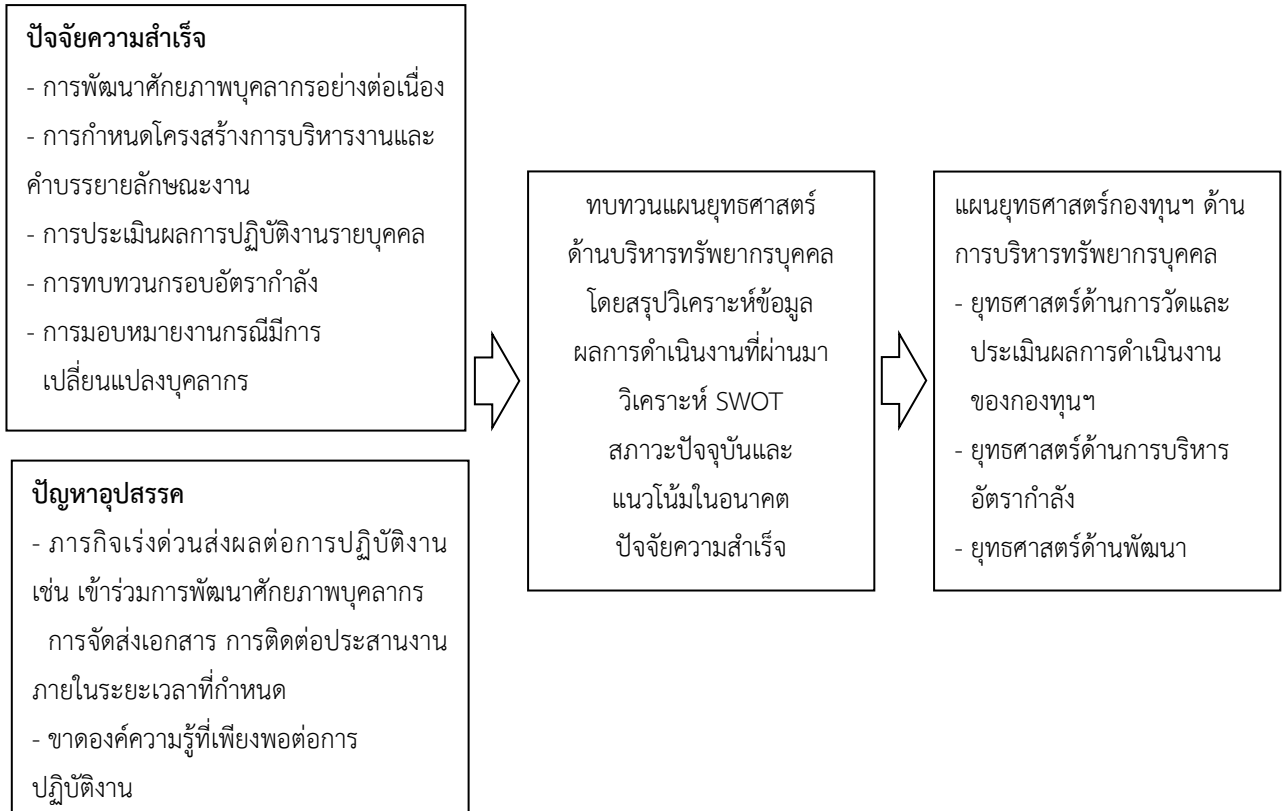 ปัจจัยความสำเร็จ
- การพัฒนาศักยภาพบุคลากรอย่างต่อเนื่อง
- การกำหนดโครงสร้างการบริหารงานและ
คำบรรยายลักษณะงาน
- การประเมินผลการปฏิบัติงานรายบุคคล
- การทบทวนกรอบอัตรากำลัง
- การมอบหมายงานกรณีมีการ
เปลี่ยนแปลงบุคลากร
ปัญหาอุปสรรค
- ภารกิจเร่งด่วนส่งผลต่อการปฏิบัติงาน
เช่น เข้าร่วมการพัฒนาศักยภาพบุคลากร
การจัดส่งเอกสาร การติดต่อประสานงาน
ภายในระยะเวลาที่กำหนด
- ขาดองค์ความรู้ที่เพียงพอต่อการ
ปฏิบัติงาน
ทบทวนแผนยุทธศาสตร์
ด้านบริหารทรัพยากรบุคคล
โดยสรุปวิเคราะห์ข้อมูล
ผลการดำเนินงานที่ผ่านมา
วิเคราะห์ SWOT
สภาวะปัจจุบันและ
แนวโน้มในอนาคต
ปัจจัยความสำเร็จ
แผนยุทธศาสตร์กองทุนฯ ด้าน
การบริหารทรัพยากรบุคคล
- ยุทธศาสตร์ด้านการวัดและ
ประเมินผลการดำเนินงาน
ของกองทุนฯ
- ยุทธศาสตร์ด้านการบริหาร
อัตรากำลัง
- ยุทธศาสตร์ด้านพัฒนา